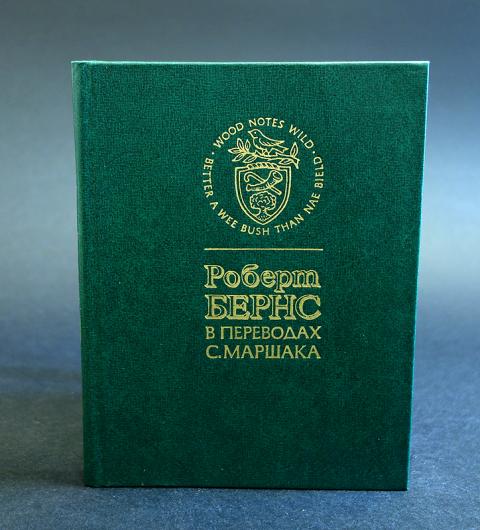 WOOD NOTES WILD
BETTER A WEE BUSH THAN NAE BIELD
Роберт
БЕРНС
В ПЕРЕВОДАХ
С. МАРШАКА